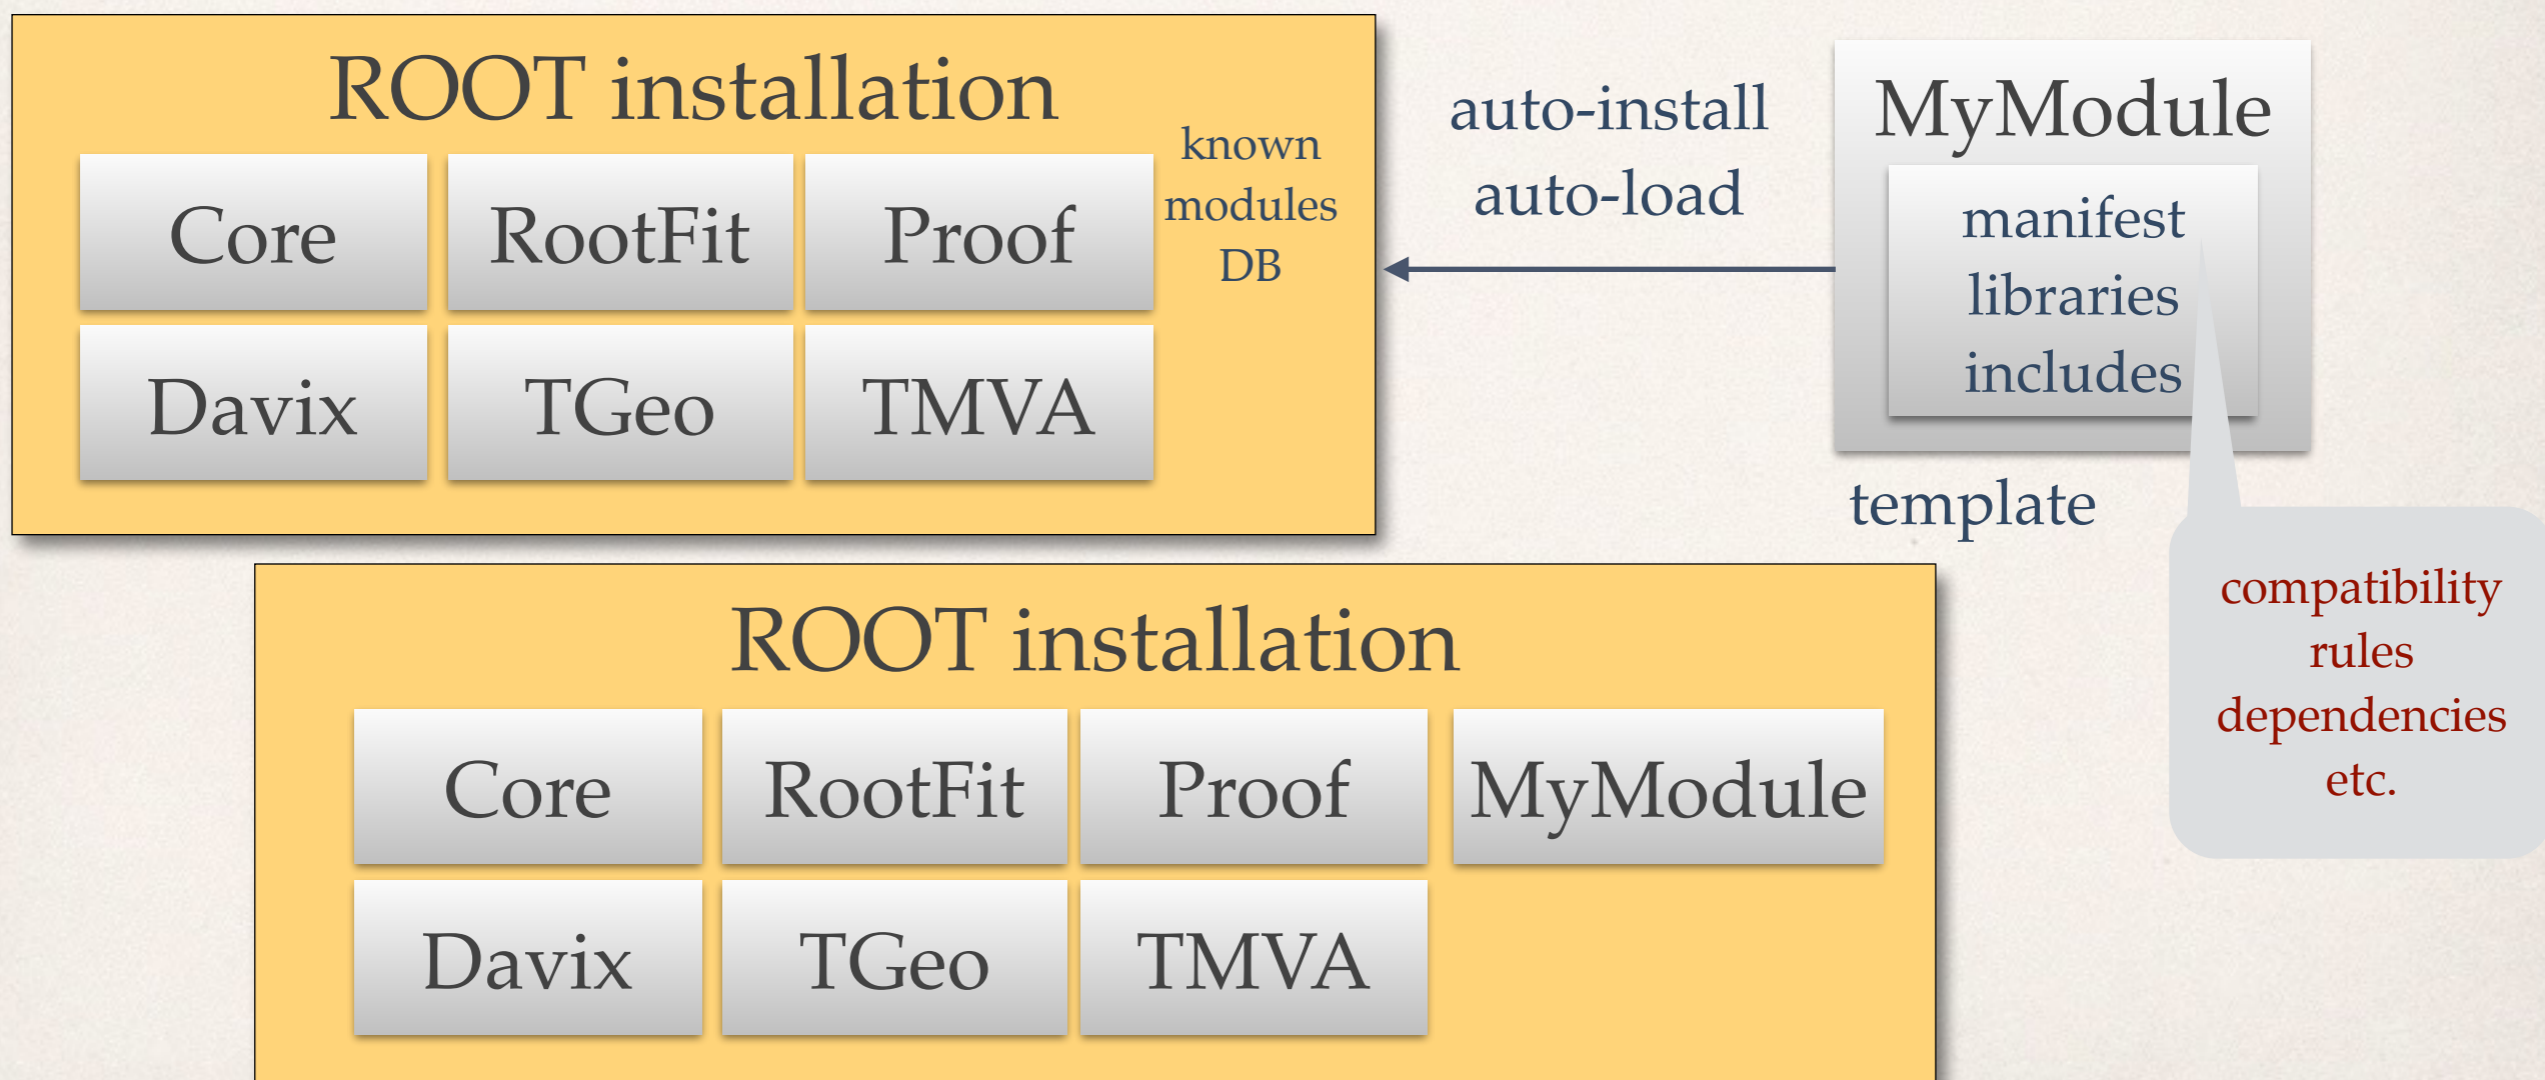 ROOT installation
known
modules
DB
Core
RootFit
Proof
Davix
TGeo
TMVA
auto-install
auto-load
MyModule
manifest
libraries
includes
template
compatibility
rules
dependencies
etc.
ROOT installation
Core
RootFit
Proof
MyModule
Davix
TGeo
TMVA